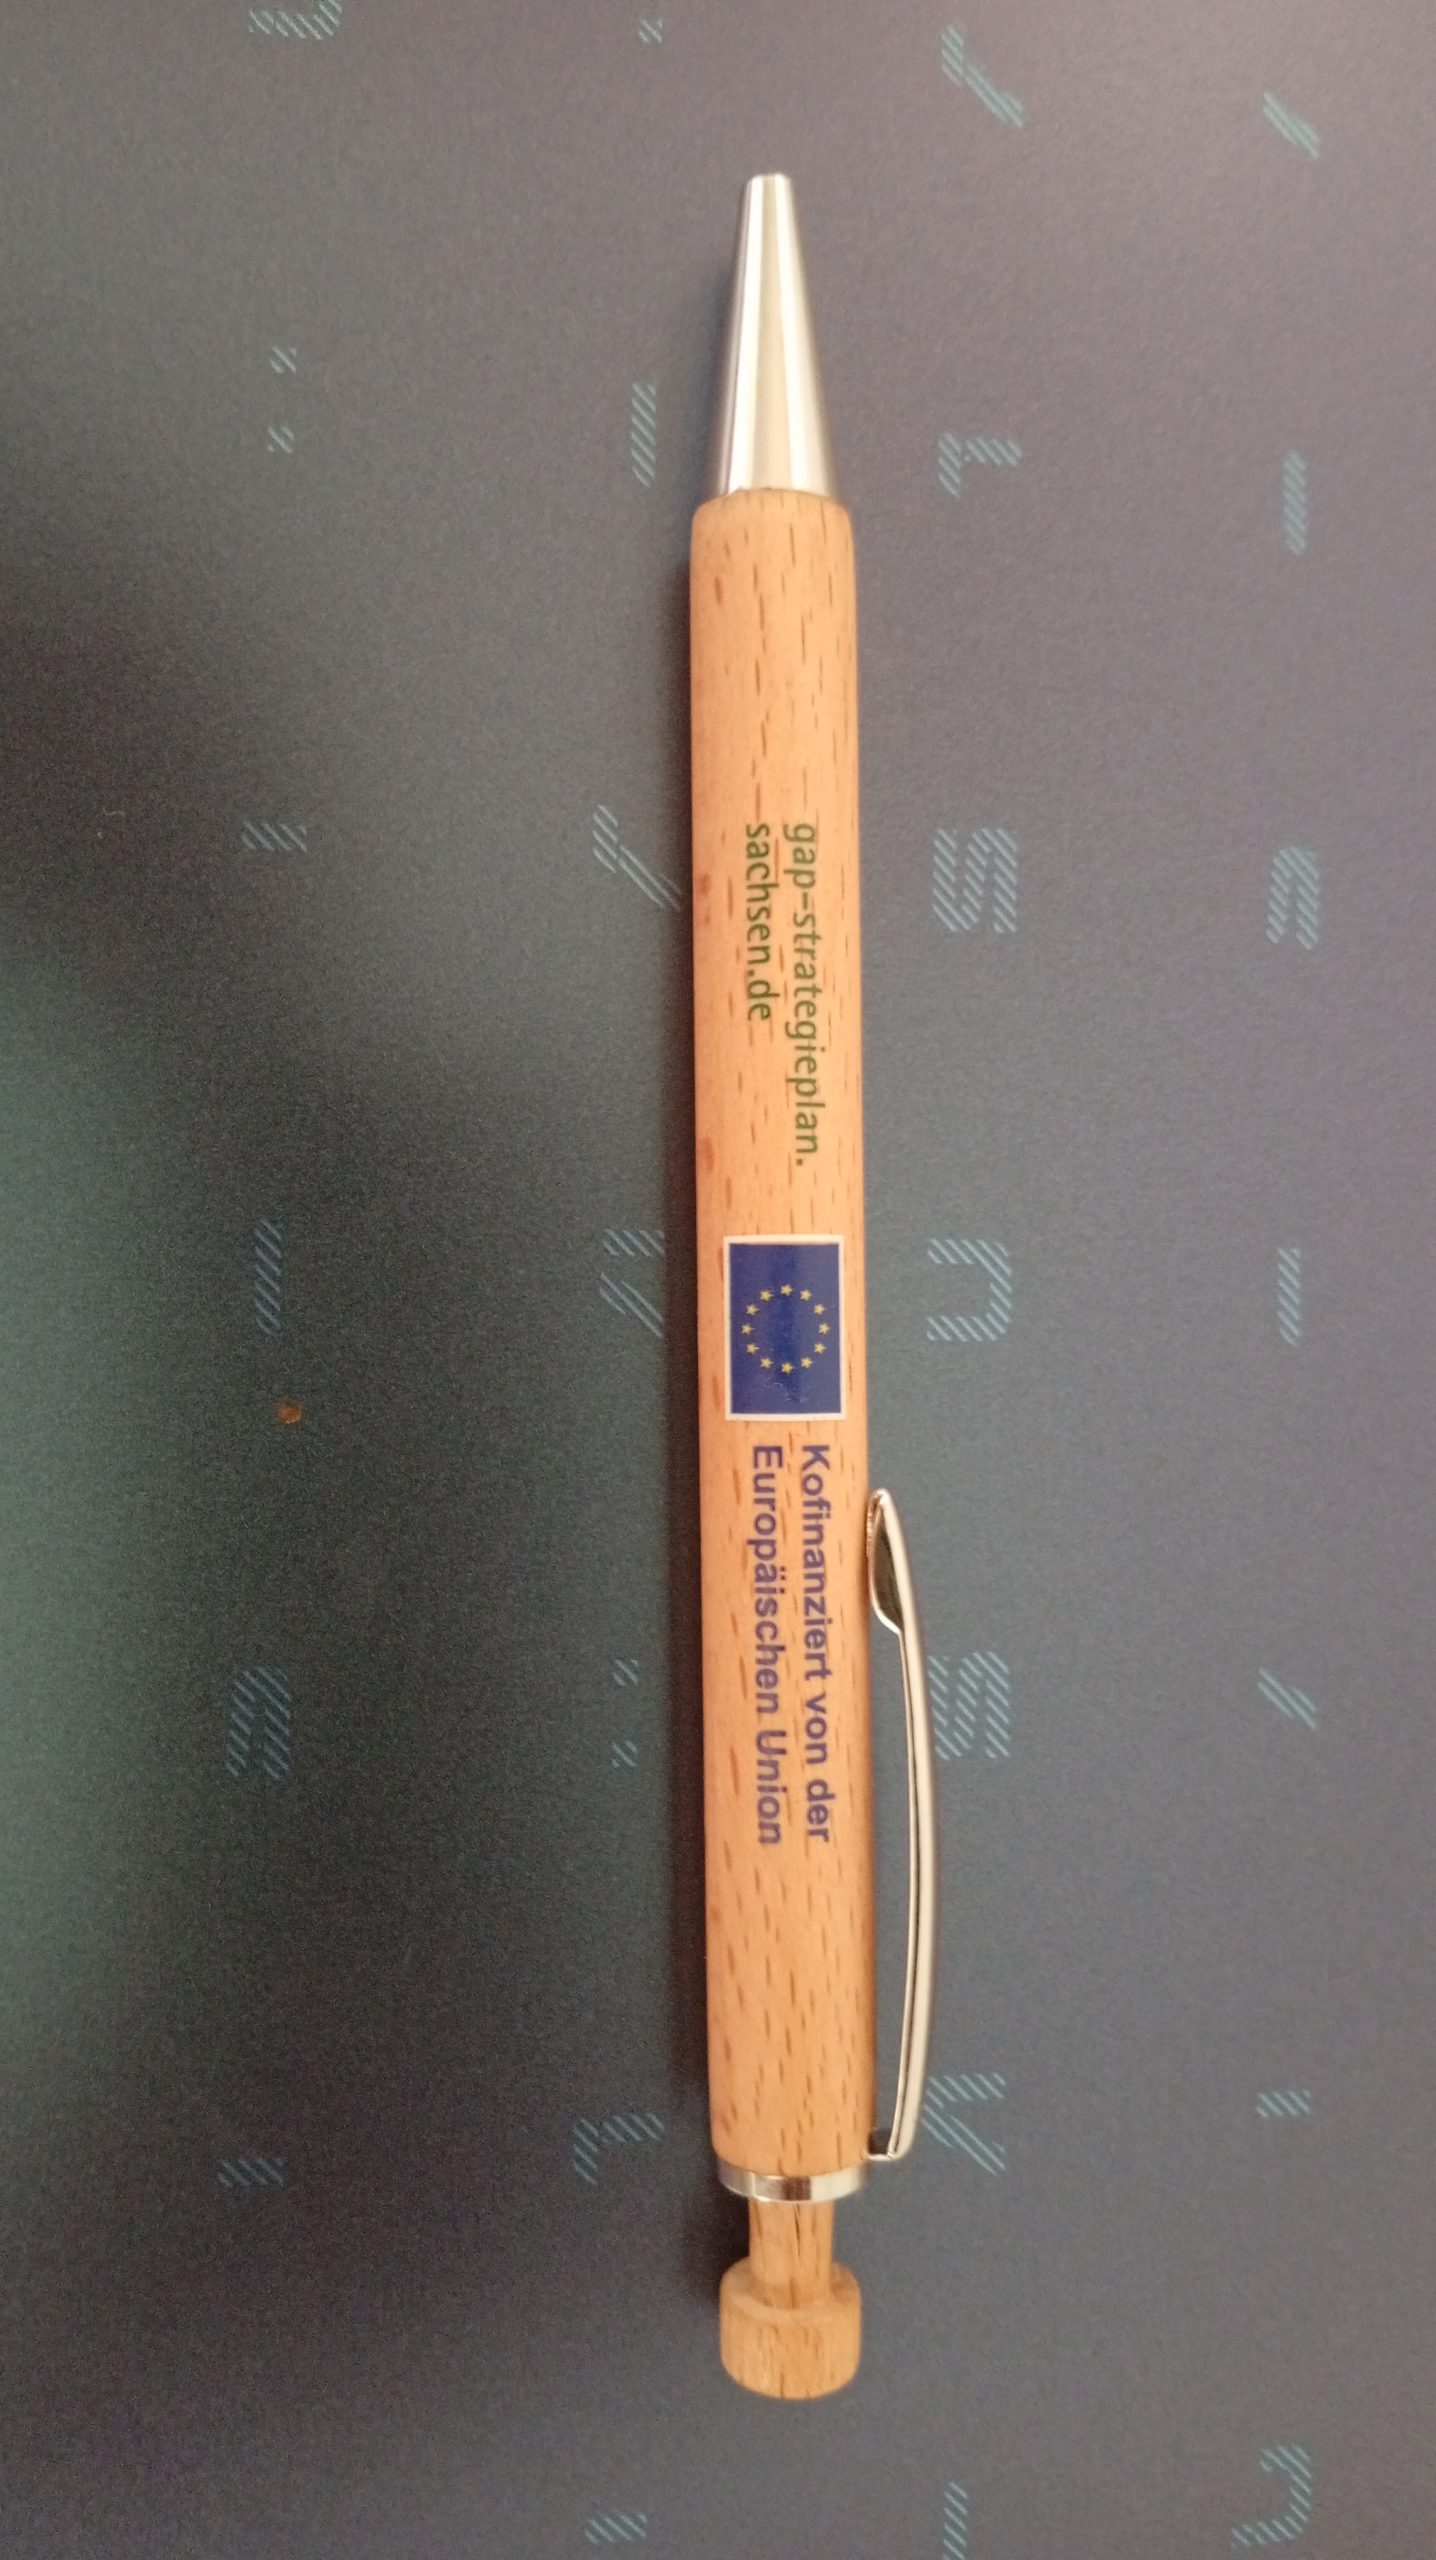 gap-strategieplan.
sachsen.de
Kofinanziert von der
Europäischen Union